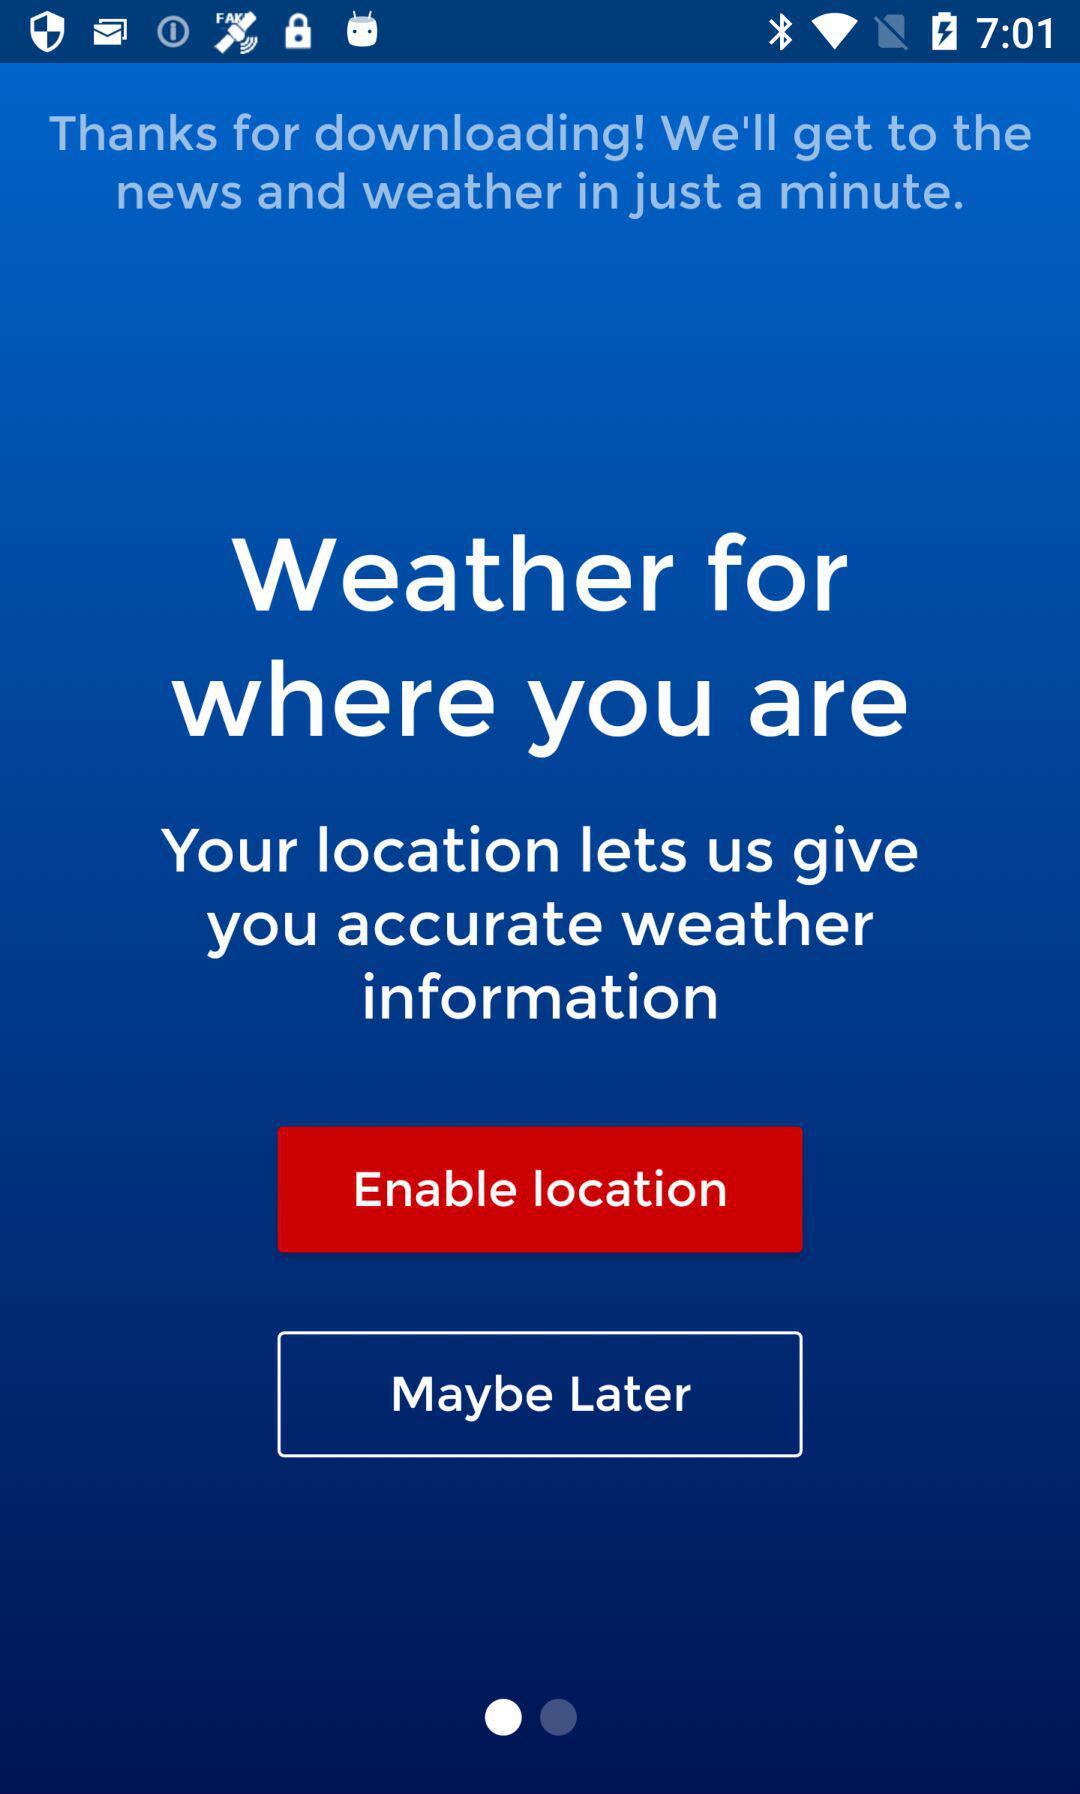 FAKE
7:01
Thanks for downloading! We'll get to the
news and weather in just a minute.
Weather for
where you are
Your location lets us give
you accurate weather
information
Enable location
Maybe Later